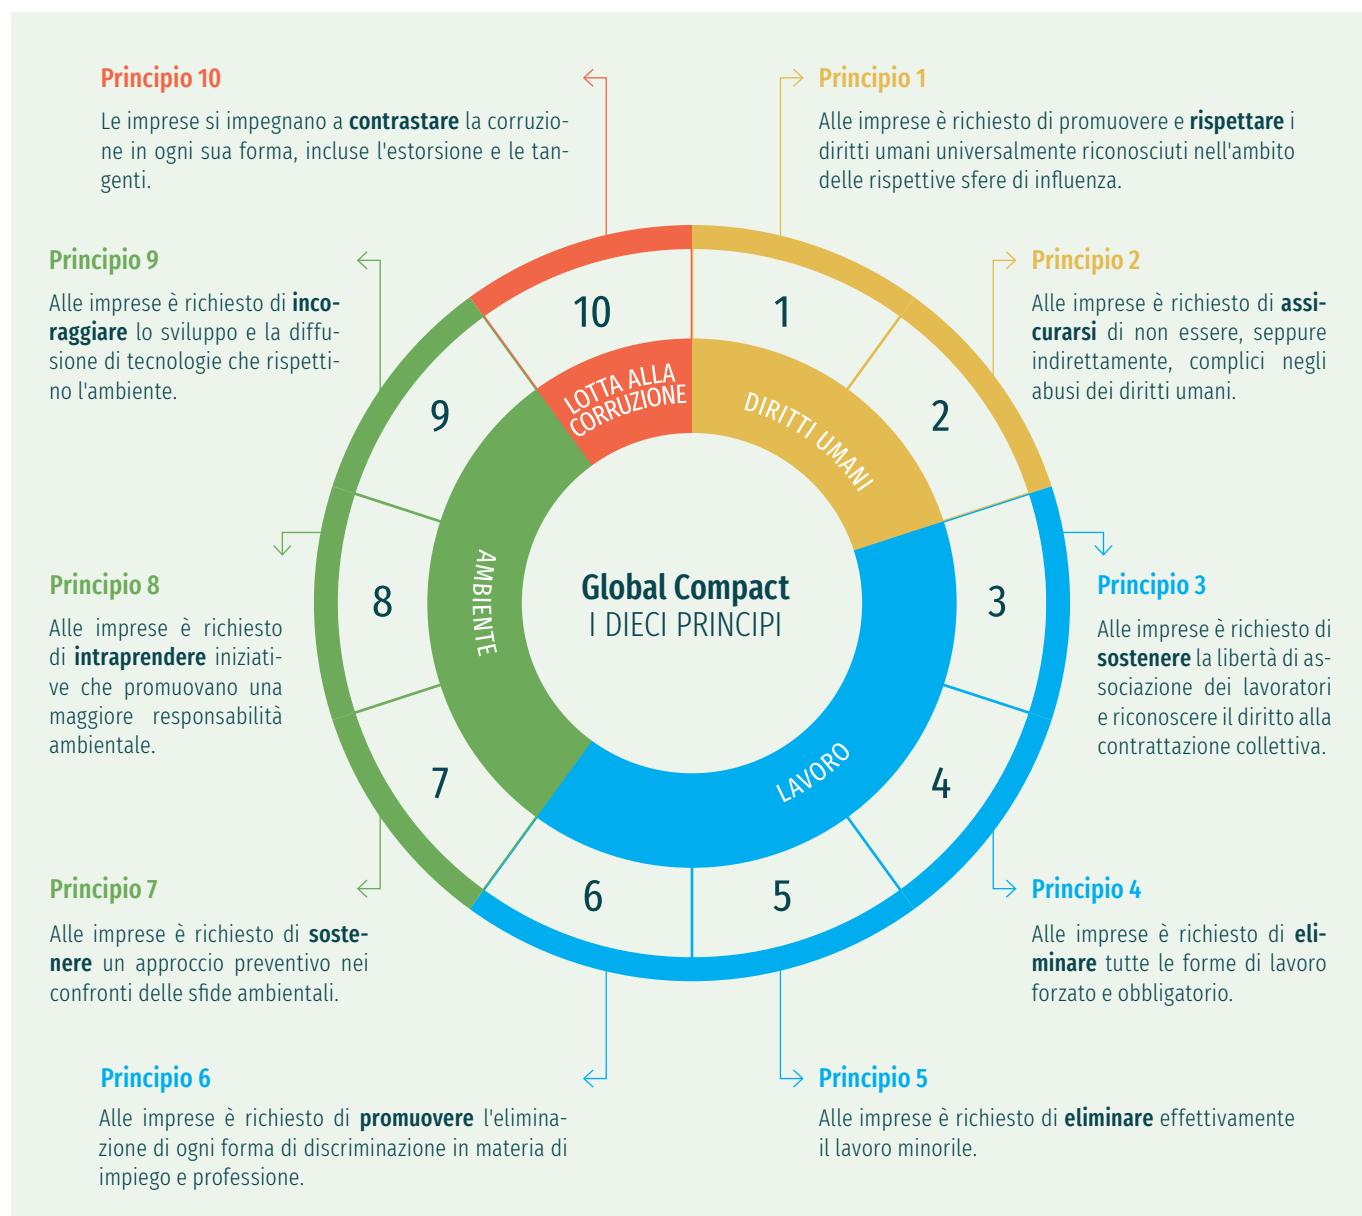 Principio 10
Le imprese si impegnano a contrastare la corruzio-
ne in ogni sua forma, incluse l'estorsione e le tan-
genti.
Principio 1
Alle imprese è richiesto di promuovere e rispettare i
diritti umani universalmente riconosciuti nell'ambito
delle rispettive sfere di influenza.
Principio 9
Alle imprese è richiesto di inco-
raggiare lo sviluppo e la diffu-
sione di tecnologie che rispetti-
no l'ambiente.
Principio 2
Alle imprese è richiesto di assi-
curarsi di non essere, seppure
indirettamente, complici negli
abusi dei diritti umani.
10
1
9
2
8
3
7
4
6
5
LOTTA ALLA
CORRUZIONE
DIRITTI UMANI
AMBIENTE
LAVORO
Global Compact
I DIECI PRINCIPI
Principio 8
Alle imprese è richiesto
di intraprendere iniziati-
ve che promuovano una
maggiore responsabilità
ambientale.
Principio 3
Alle imprese è richiesto di
sostenere la libertà di as-
sociazione dei lavoratori
e riconoscere il diritto alla
contrattazione collettiva.
Principio 7
Alle imprese è richiesto di soste-
nere un approccio preventivo nei
confronti delle sfide ambientali.
Principio 4
Alle imprese è richiesto di eli-
minare tutte le forme di lavoro
forzato e obbligatorio.
Principio 6
Alle imprese è richiesto di promuovere l'elimina-
zione di ogni forma di discriminazione in materia di
impiego e professione.
Principio 5
Alle imprese è richiesto di eliminare effettivamente
il lavoro minorile.